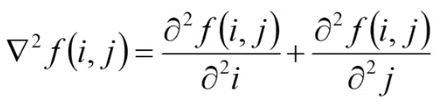 ∇²f(i,j) = ∂²f(i,j)/∂²i + ∂²f(i,j)/∂²j